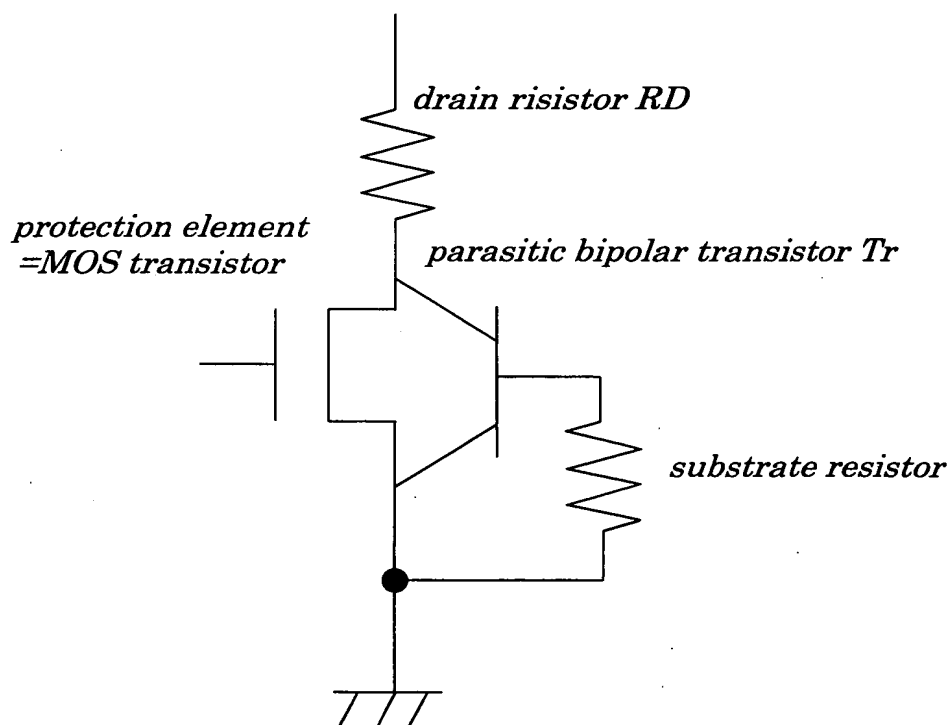 drain risistor RD
protection element
=MOS transistor
parasitic bipolar transistor Tr
substrate resistor